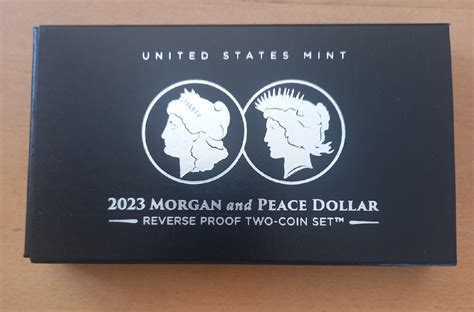 UNITED STATES MINT
2023 MORGAN and PEACE DOLLAR
REVERSE PROOF TWO-COIN SET™